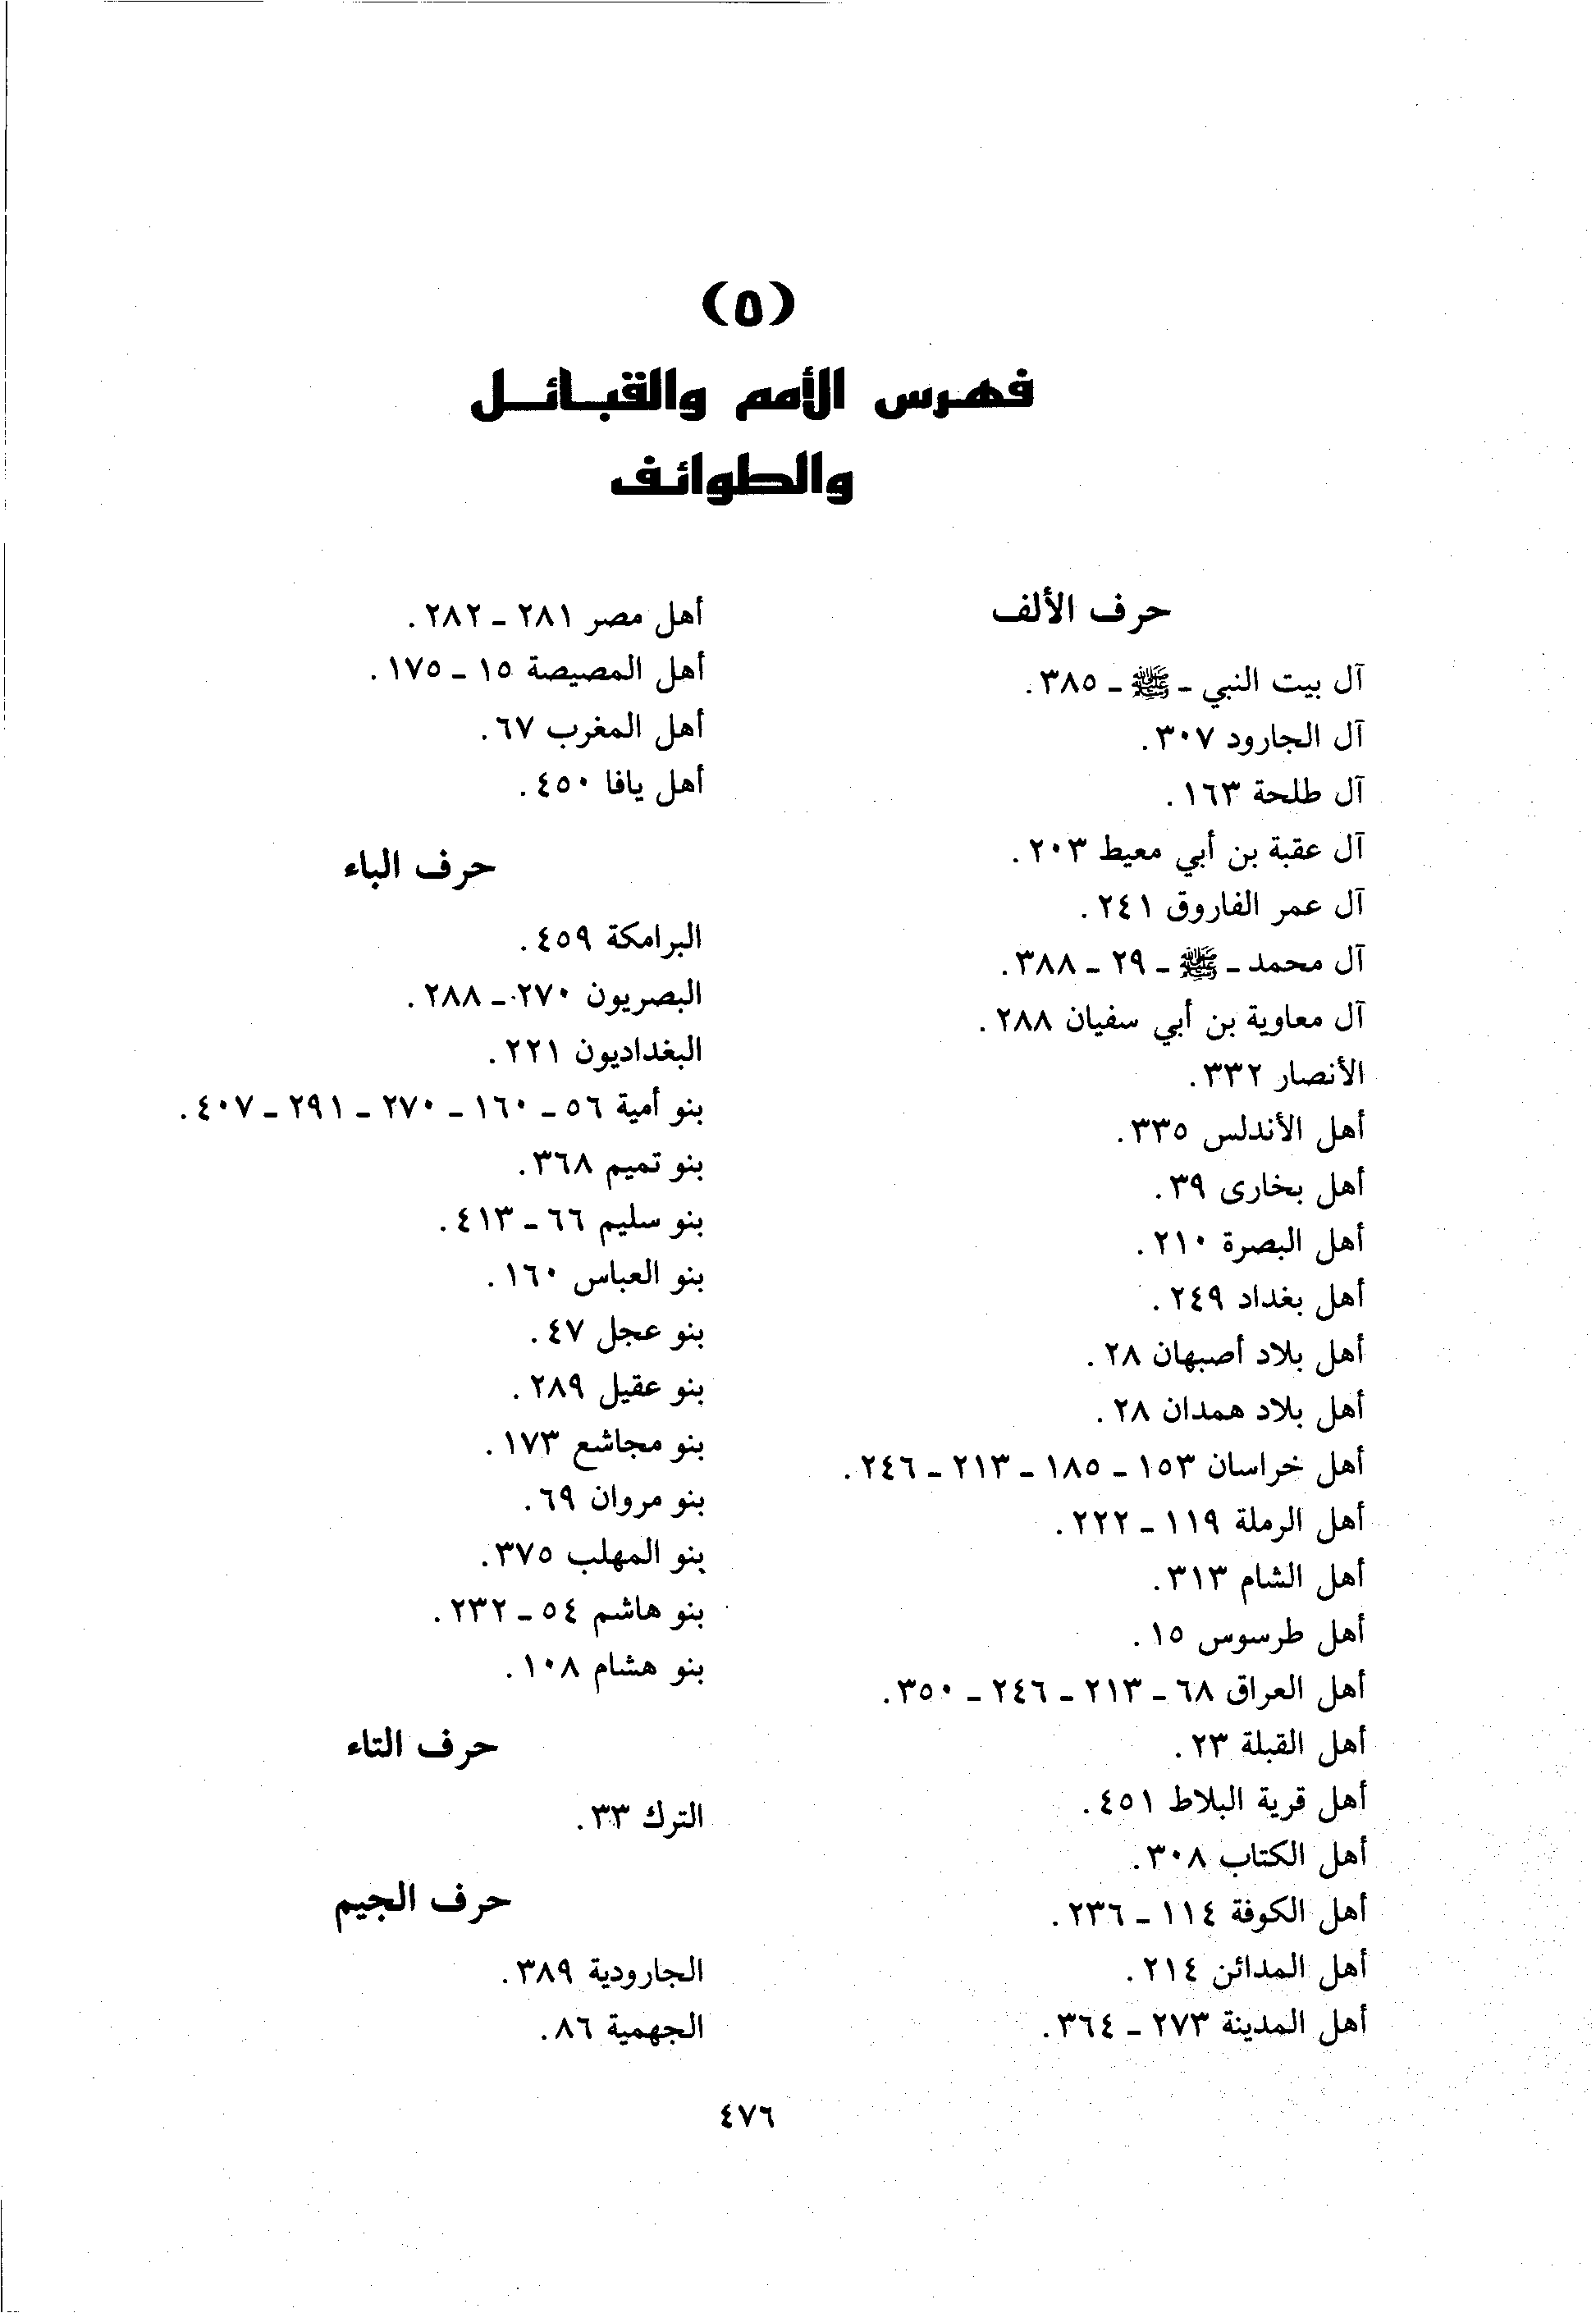 (٥)
فهرس الأمم والقبائل
والطوائف
حرف الألف
آل بيت النبي - ﷺ - ٣٨٥.
آل الجارود ٣٠٧.
آل طلحة ١٦٣.
آل عقبة بن أبي معيط ٢٠٣.
آل عمر الفاروق ٢٤١.
آل محمد - ﷺ - ٢٩ - ٣٨٨.
آل معاوية بن أبي سفيان ٢٨٨.
الأنصار ٣٣٢.
أهل الأندلس ٣٣٥.
أهل بخارى ٣٩.
أهل البصرة ٢١٠.
أهل بغداد ٢٤٩.
أهل بلاد أصبهان ٢٨.
أهل بلاد همدان ٢٨.
أهل خراسان ١٥٣ - ١٨٥ - ٢١٣ - ٢٤٦.
أهل الرملة ١١٩ - ٢٢٢.
أهل الشام ٣١٣.
أهل طرسوس ١٥.
أهل العراق ٦٨ - ٢١٣ - ٢٤٦ - ٣٥٠.
أهل القبلة ٢٣.
أهل قرية البلاط ٤٥١.
أهل الكتاب ٣٠٨.
أهل الكوفة ١١٤ - ٢٣٦.
أهل المدائن ٢١٤.
أهل المدينة ٢٧٣ - ٣٦٤.
أهل مصر ٢٨١ - ٢٨٢.
أهل المصيصة ١٥ - ١٧٥.
أهل المغرب ٦٧.
أهل يافا ٤٥٠.
حرف الباء
البرامكة ٤٥٩.
البصريون ٢٧٠ - ٢٨٨.
البغداديون ٢٢١.
بنو أمية ٥٦ - ١٦٠ - ٢٧٠ - ٢٩١ - ٤٠٧.
بنو تميم ٣٦٨.
بنو سليم ٦٦ - ٤١٣.
بنو العباس ١٦٠.
بنو عجل ٤٧.
بنو عقيل ٢٨٩.
بنو مجاشع ١٧٣.
بنو مروان ٦٩.
بنو المهلب ٣٧٥.
بنو هاشم ٥٤ - ٢٣٢.
بنو هشام ١٠٨.
حرف التاء
الترك ٣٣.
حرف الجيم
الجارودية ٣٨٩.
الجهمية ٨٦.
٤٧٦